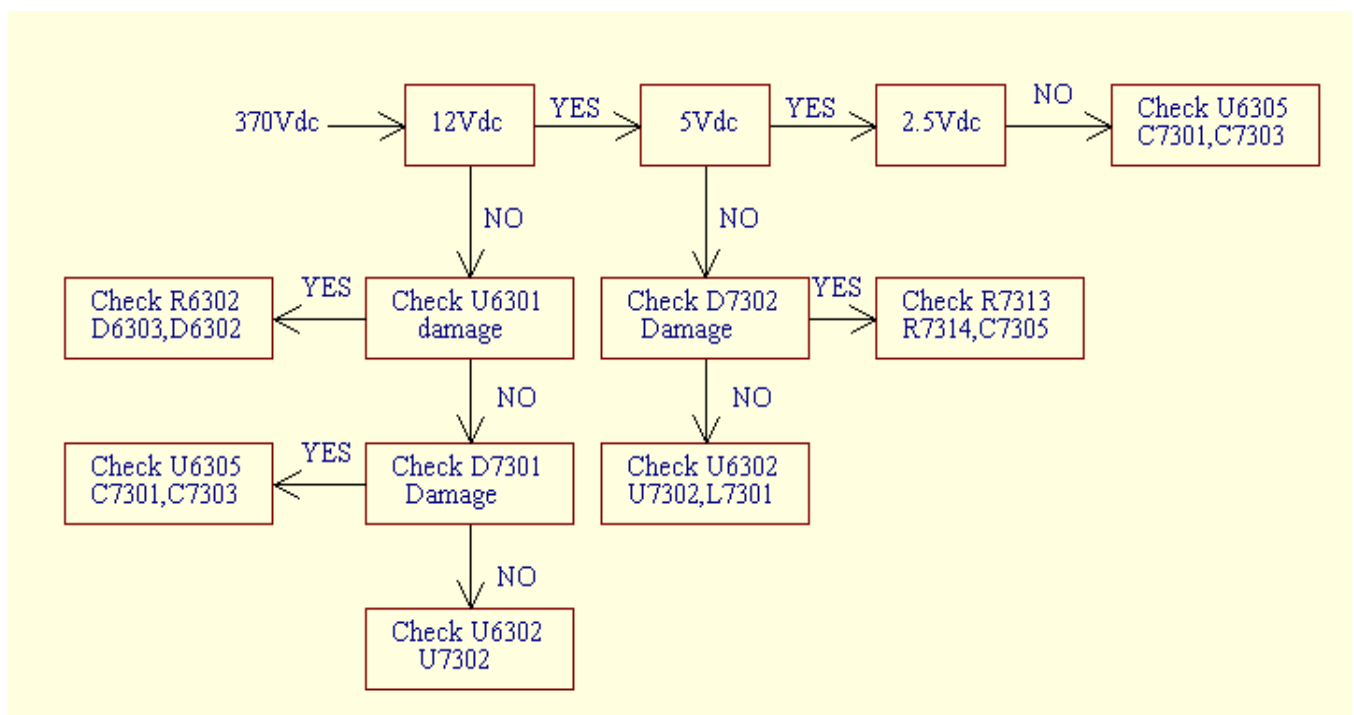 370Vdc
12Vdc
YES
5Vdc
YES
2.5Vdc
NO
Check U6305
C7301,C7303
NO
NO
Check R6302
D6303,D6302
YES
Check U6301
damage
Check D7302
Damage
YES
Check R7313
R7314,C7305
NO
NO
Check U6305
C7301,C7303
YES
Check D7301
Damage
Check U6302
U7302,L7301
NO
Check U6302
U7302